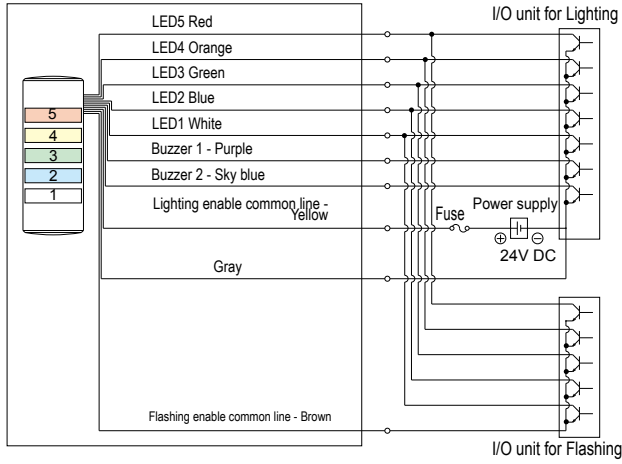 I/O unit for Lighting
LED5 Red
LED4 Orange
LED3 Green
LED2 Blue
LED1 White
Buzzer 1 - Purple
Buzzer 2 - Sky blue
Lighting enable common line -
Yellow
Gray
Flashing enable common line - Brown
5
4
3
2
1
Fuse
Power supply
⊕ ⊖
24V DC
I/O unit for Flashing